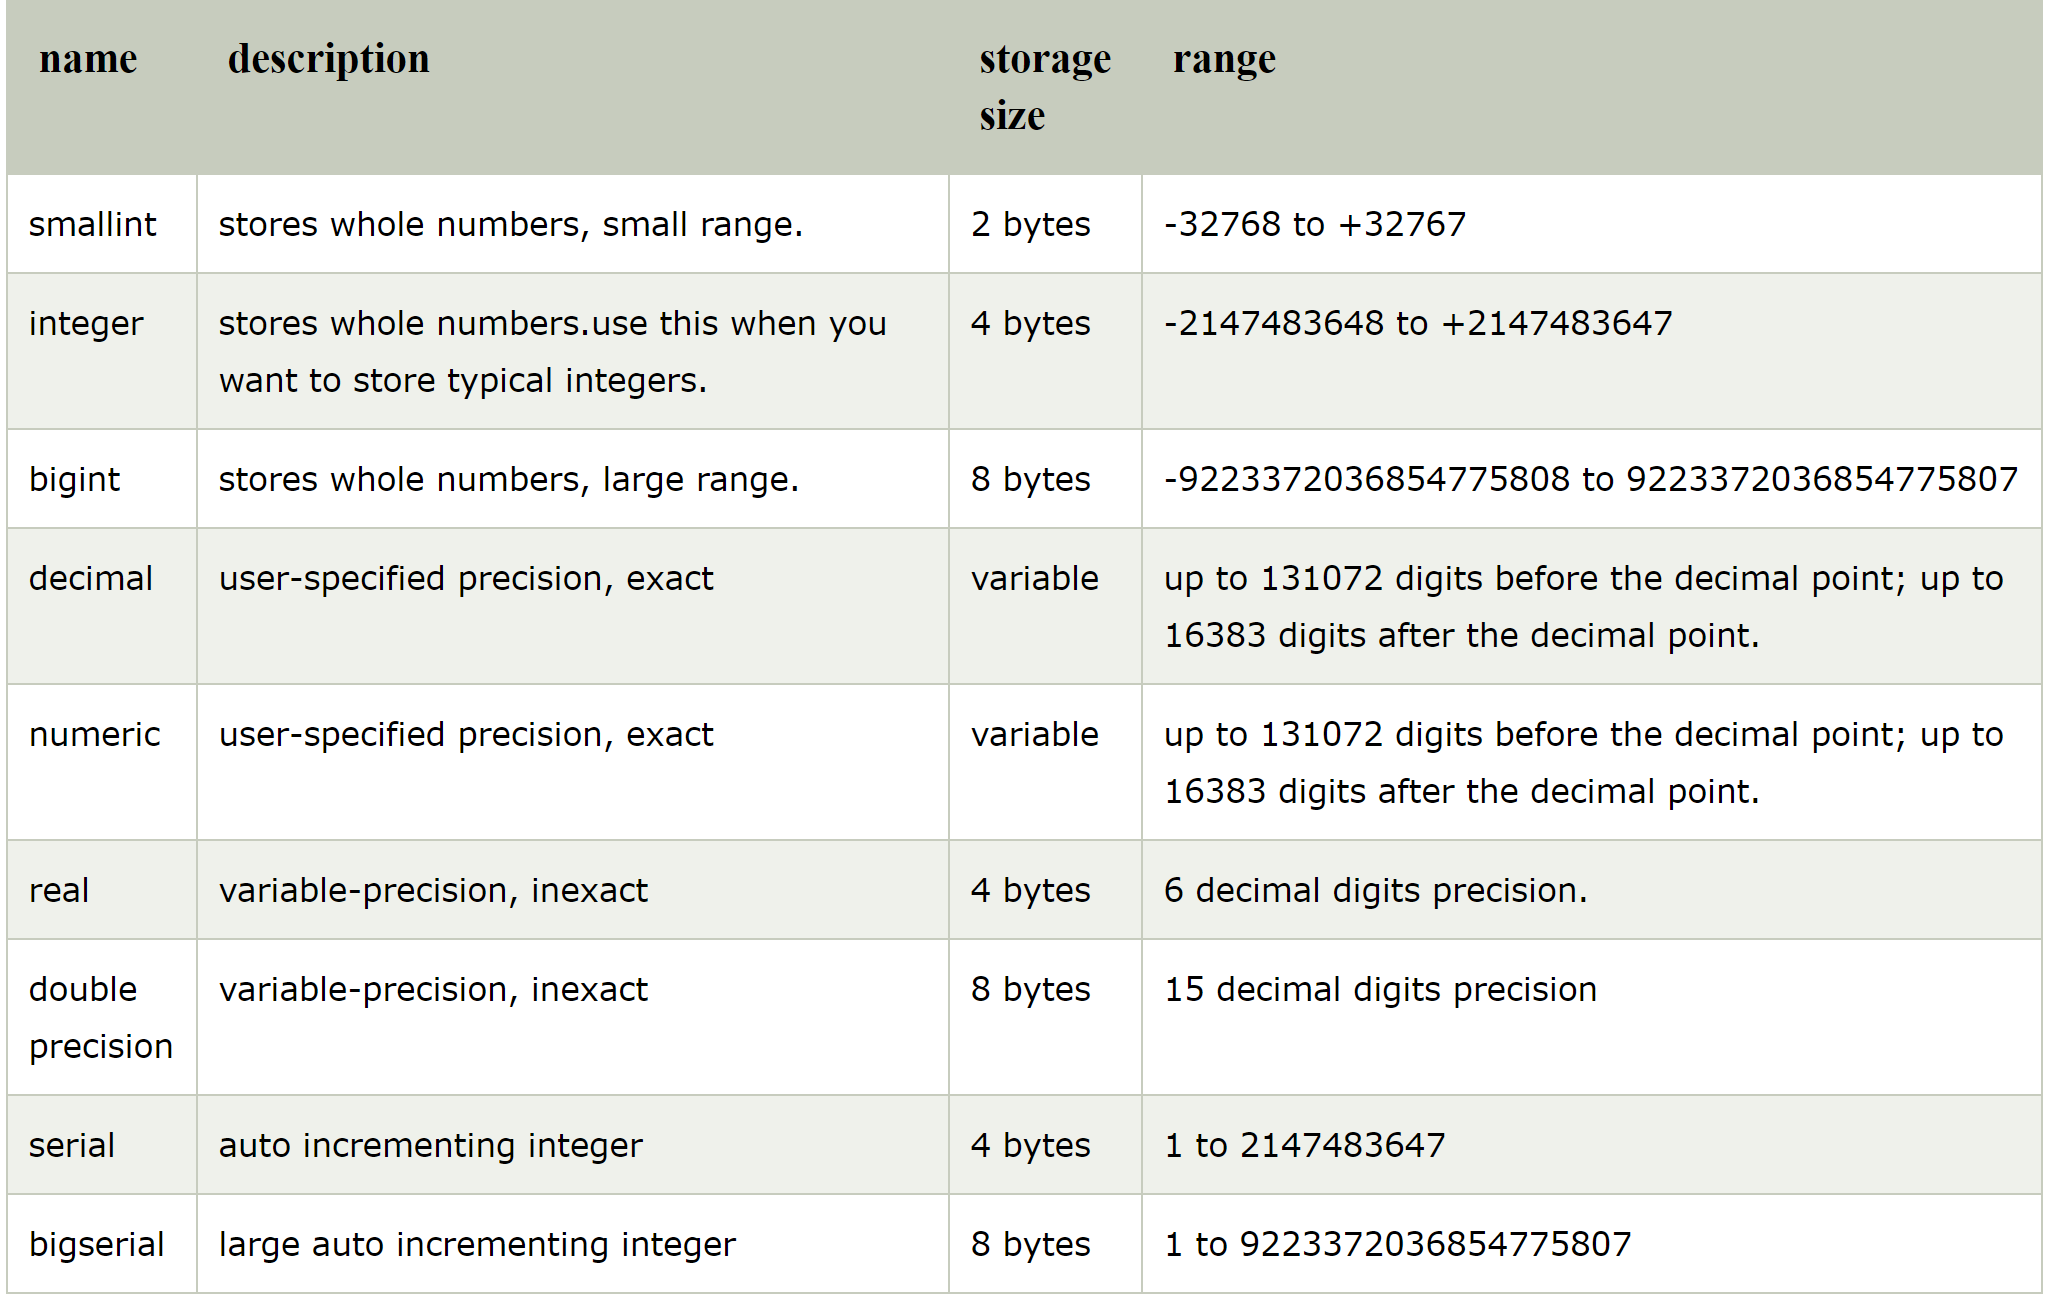 name description storage range
size
smallint stores whole numbers, small range. 2 bytes -32768 to +32767
integer stores whole numbers.use this when you 4 bytes -2147483648 to +2147483647
want to store typical integers.
bigint stores whole numbers, large range. 8 bytes -9223372036854775808 to 9223372036854775807
decimal user-specified precision, exact variable up to 131072 digits before the decimal point; up to
16383 digits after the decimal point.
numeric user-specified precision, exact variable up to 131072 digits before the decimal point; up to
16383 digits after the decimal point.
real variable-precision, inexact 4 bytes 6 decimal digits precision.
double variable-precision, inexact 8 bytes 15 decimal digits precision
precision
serial auto incrementing integer 4 bytes 1 to 2147483647
bigserial large auto incrementing integer 8 bytes 1 to 9223372036854775807